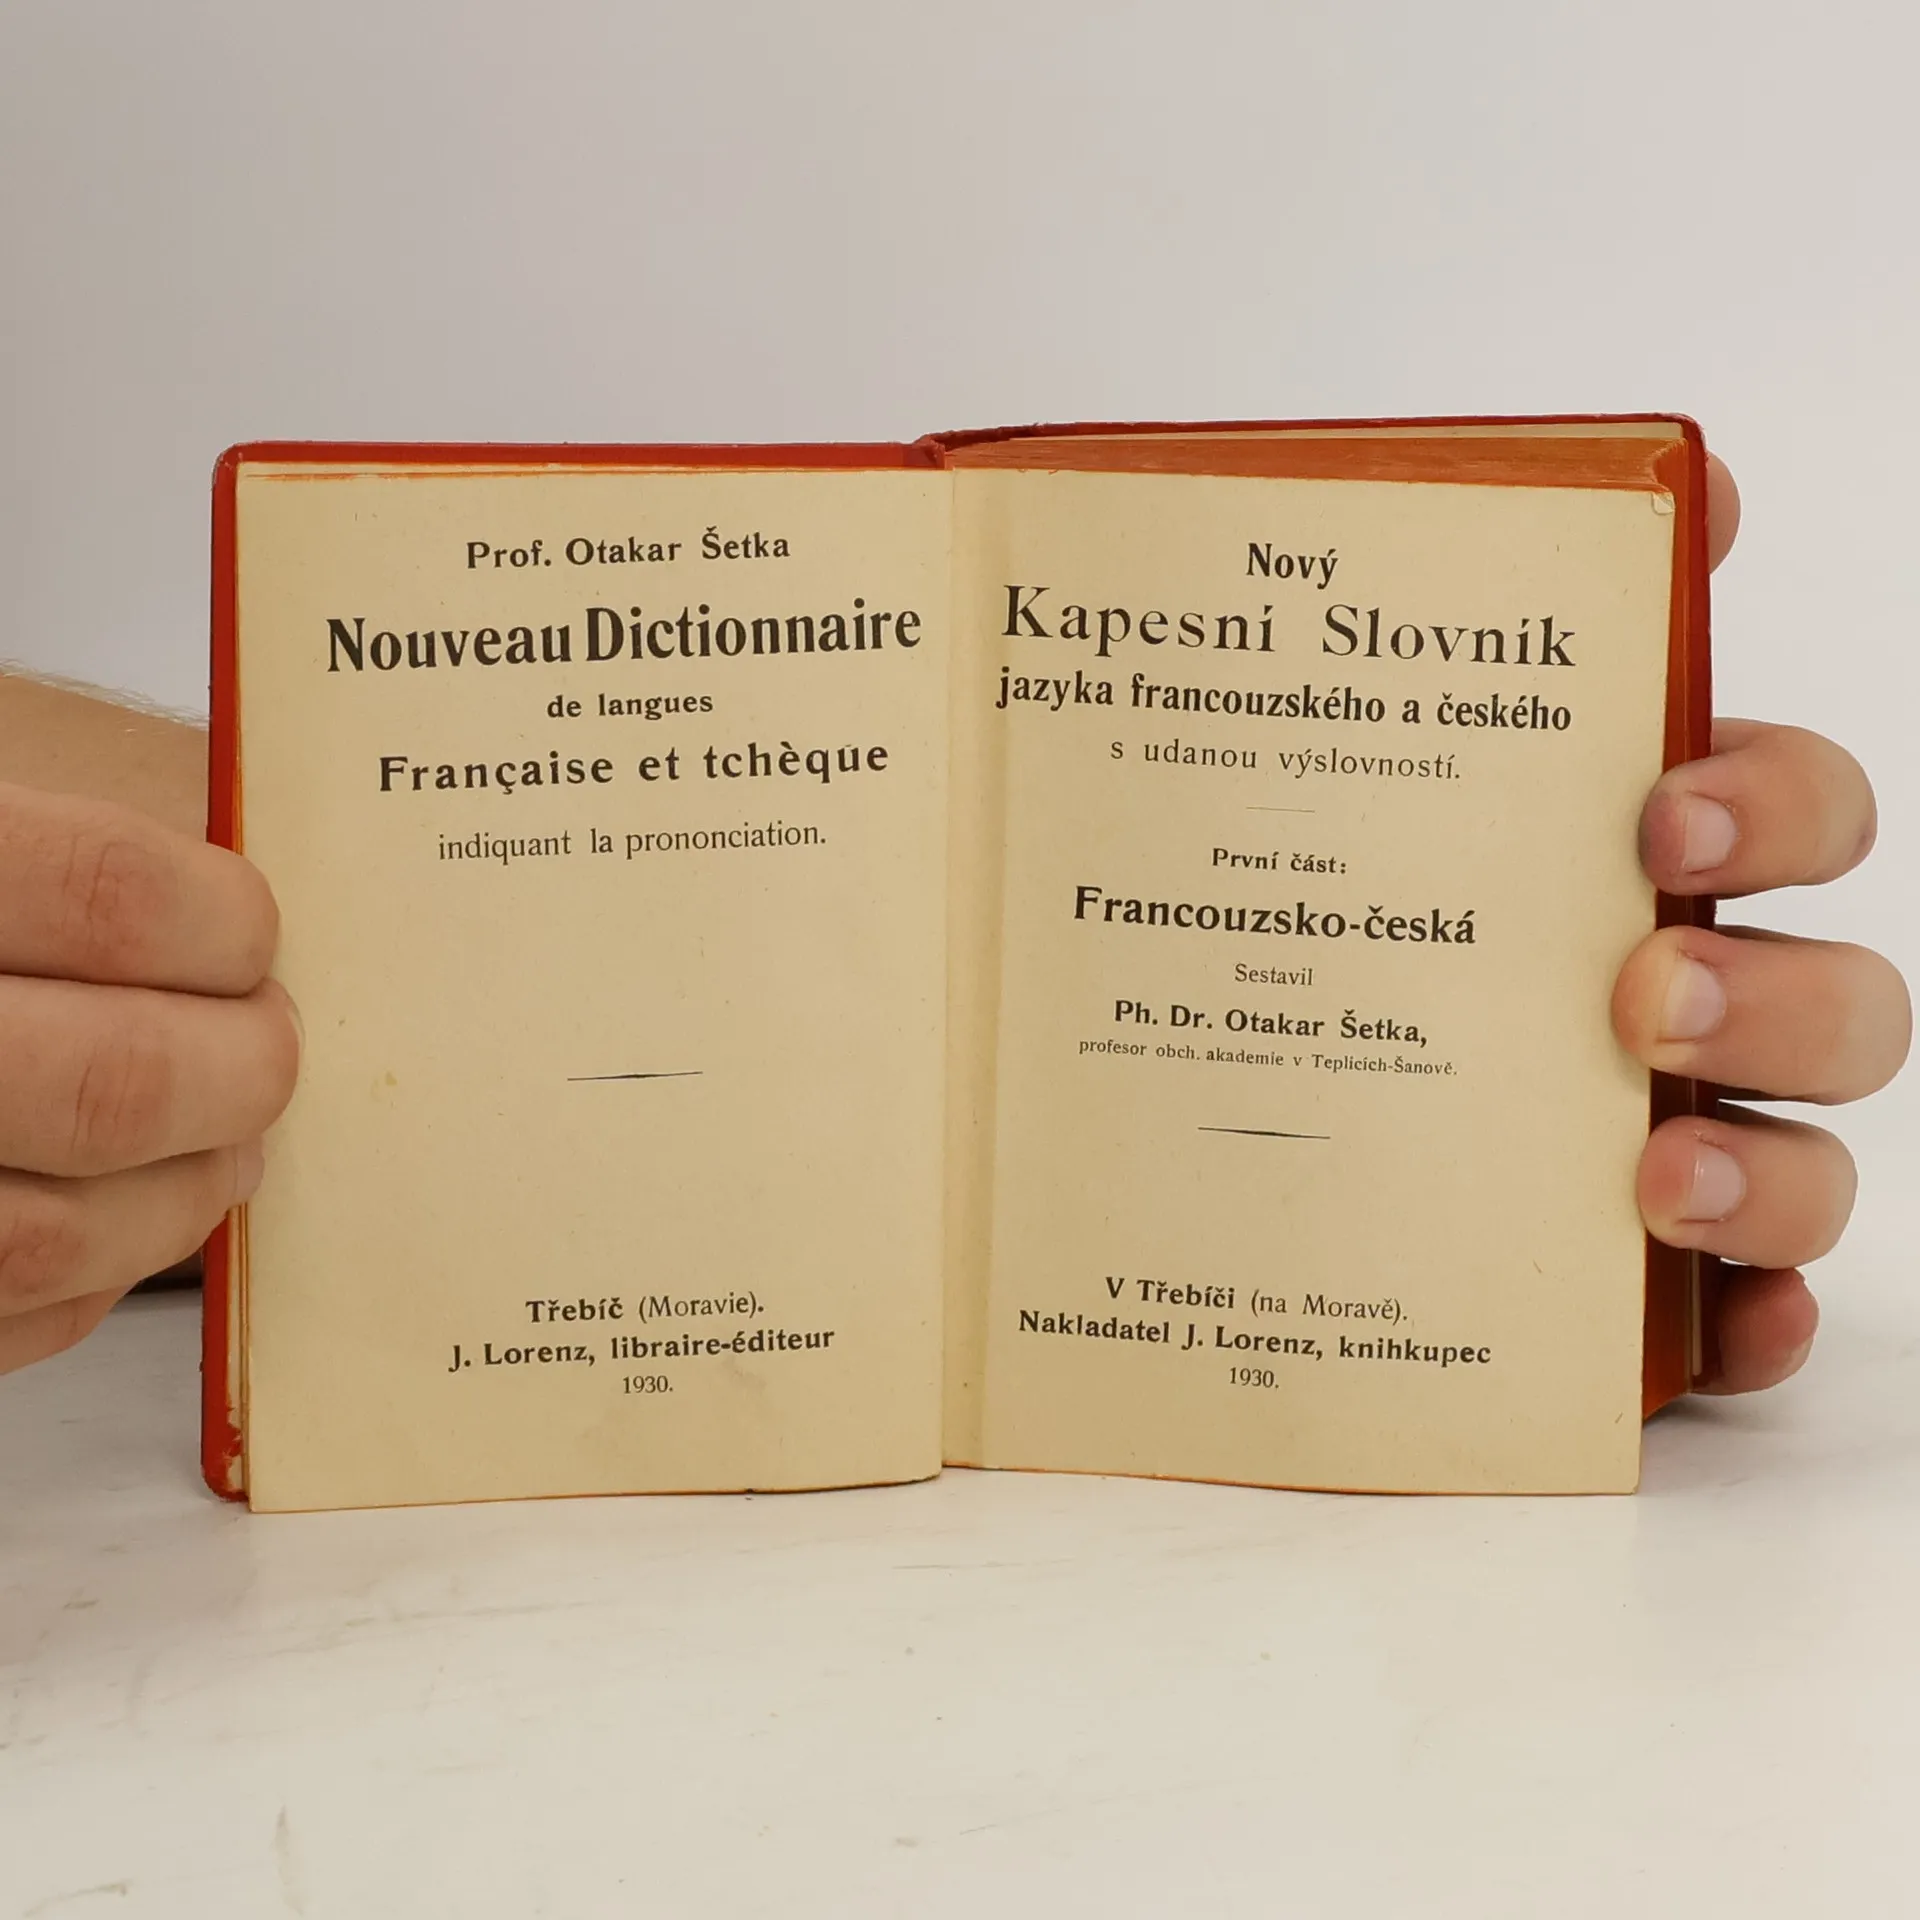 Prof. Otakar Šetka
Nouveau Dictionnaire
de langues
Française et tchèque
indiquant la prononciation.
Třebíč (Moravie).
J. Lorenz, libraire-éditeur
1930.
Nový
Kapesní Slovník
jazyka francouzského a českého
s udanou výslovností.
První část:
Francouzsko-česká
Sestavil
Ph. Dr. Otakar Šetka,
profesor obch. akademie v Teplicích-Šanově.
V Třebíči (na Moravě).
Nakladatel J. Lorenz, knihkupec
1930.